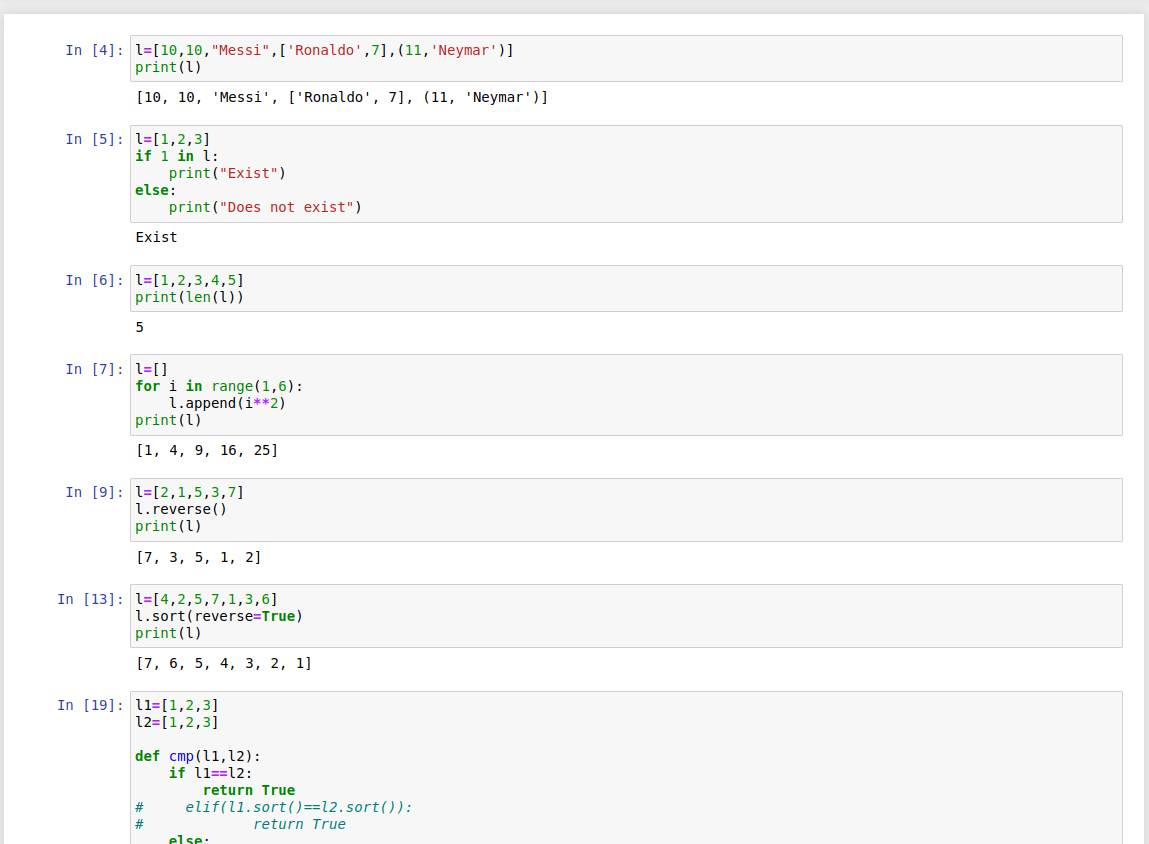 In [4]: l=[10,10,"Messi",['Ronaldo',7],(11,'Neymar')]
print(l)
[10, 10, 'Messi', ['Ronaldo', 7], (11, 'Neymar')]
In [5]: l=[1,2,3]
if 1 in l:
    print("Exist")
else:
    print("Does not exist")
Exist
In [6]: l=[1,2,3,4,5]
print(len(l))
5
In [7]: l=[]
for i in range(1,6):
    l.append(i**2)
print(l)
[1, 4, 9, 16, 25]
In [9]: l=[2,1,5,3,7]
l.reverse()
print(l)
[7, 3, 5, 1, 2]
In [13]: l=[4,2,5,7,1,3,6]
l.sort(reverse=True)
print(l)
[7, 6, 5, 4, 3, 2, 1]
In [19]: l1=[1,2,3]
l2=[1,2,3]

def cmp(l1,l2):
    if l1==l2:
        return True
#     elif(l1.sort()==l2.sort()):
#             return True
    else: